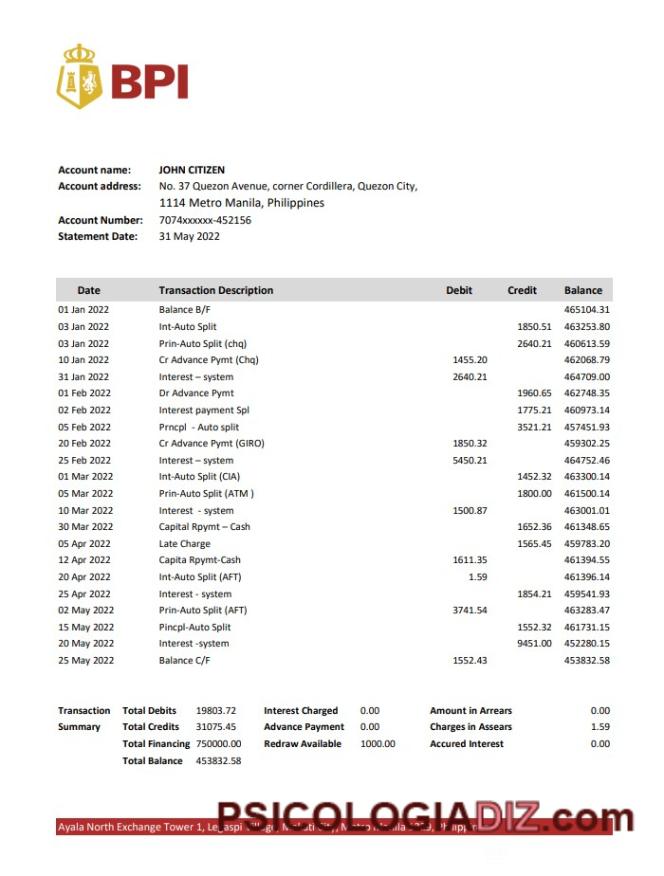 BPI
Account name: JOHN CITIZEN
Account address: No. 37 Quezon Avenue, corner Cordillera, Quezon City,
1114 Metro Manila, Philippines
Account Number: 7074xxxxxx-452156
Statement Date: 31 May 2022
Date Transaction Description Debit Credit Balance
01 Jan 2022 Balance B/F 465104.31
03 Jan 2022 Int-Auto Split 1850.51 463253.80
03 Jan 2022 Prin-Auto Split (chq) 2640.21 460613.59
10 Jan 2022 Cr Advance Pymt (Chq) 1455.20 462068.79
31 Jan 2022 Interest – system 2640.21 464709.00
01 Feb 2022 Dr Advance Pymt 1960.65 462748.35
02 Feb 2022 Interest payment Spl 1775.21 460973.14
05 Feb 2022 Prncpl - Auto split 3521.21 457451.93
20 Feb 2022 Cr Advance Pymt (GIRO) 1850.32 459302.25
25 Feb 2022 Interest – system 5450.21 464752.46
01 Mar 2022 Int-Auto Split (CIA) 1452.32 463300.14
05 Mar 2022 Prin-Auto Split (ATM ) 1800.00 461500.14
10 Mar 2022 Interest - system 1500.87 463001.01
30 Mar 2022 Capital Rpymt – Cash 1652.36 461348.65
05 Apr 2022 Late Charge 1565.45 459783.20
12 Apr 2022 Capita Rpymt-Cash 1611.35 461394.55
20 Apr 2022 Int-Auto Split (AFT) 1.59 461396.14
25 Apr 2022 Interest - system 1854.21 459541.93
02 May 2022 Prin-Auto Split (AFT) 3741.54 463283.47
15 May 2022 Pincpl-Auto Split 1552.32 461731.15
20 May 2022 Interest -system 9451.00 452280.15
25 May 2022 Balance C/F 1552.43 453832.58
Transaction Total Debits 19803.72 Interest Charged 0.00 Amount in Arrears 0.00
Summary Total Credits 31075.45 Advance Payment 0.00 Charges in Assears 1.59
Total Financing 750000.00 Redraw Available 1000.00 Accured Interest 0.00
Total Balance 453832.58
PSICOLOGIADIZ.com
Ayala North Exchange Tower 1,